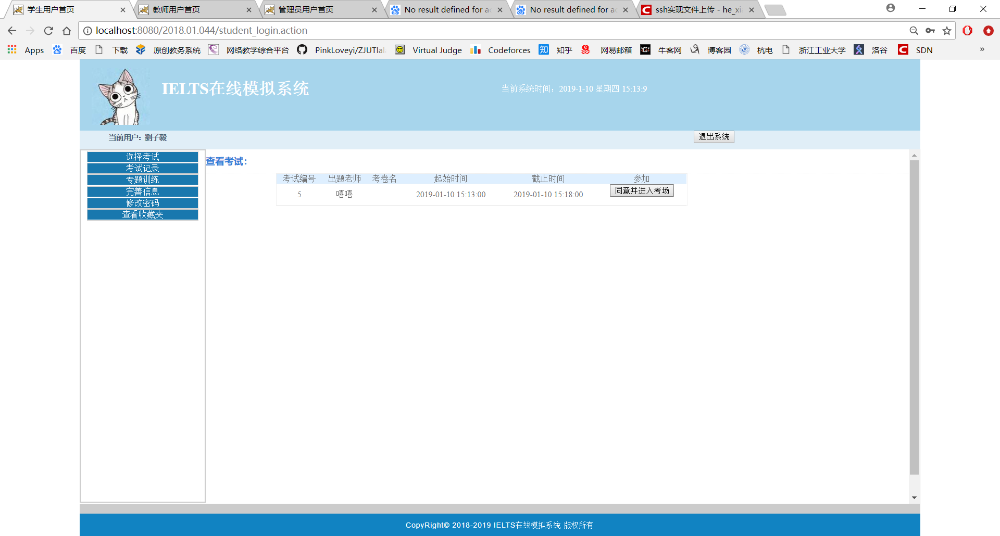 学生用户首页
教师用户首页
管理员用户首页
No result defined for ac
No result defined for ac
ssh实现文件上传 - he_xia
localhost:8080/2018.01.044/student_login.action
Apps 百度 下载 原创教务系统 网络教学综合平台 PinkLoveyi/ZJUTlal Virtual Judge Codeforces 知乎 网易邮箱 牛客网 博客园 杭电 浙江工业大学 洛谷 SDN »
IELTS在线模拟系统
当前系统时间：2019-1-10 星期四 15:13:9
当前用户：劉子毅
退出系统
选择考试
考试记录
专题训练
完善信息
修改密码
查看收藏夹
查看考试：
考试编号 出题老师 考卷名 起始时间 截止时间 参加
5 嘻嘻 2019-01-10 15:13:00 2019-01-10 15:18:00 同意并进入考场
CopyRight© 2018-2019 IELTS在线模拟系统 版权所有